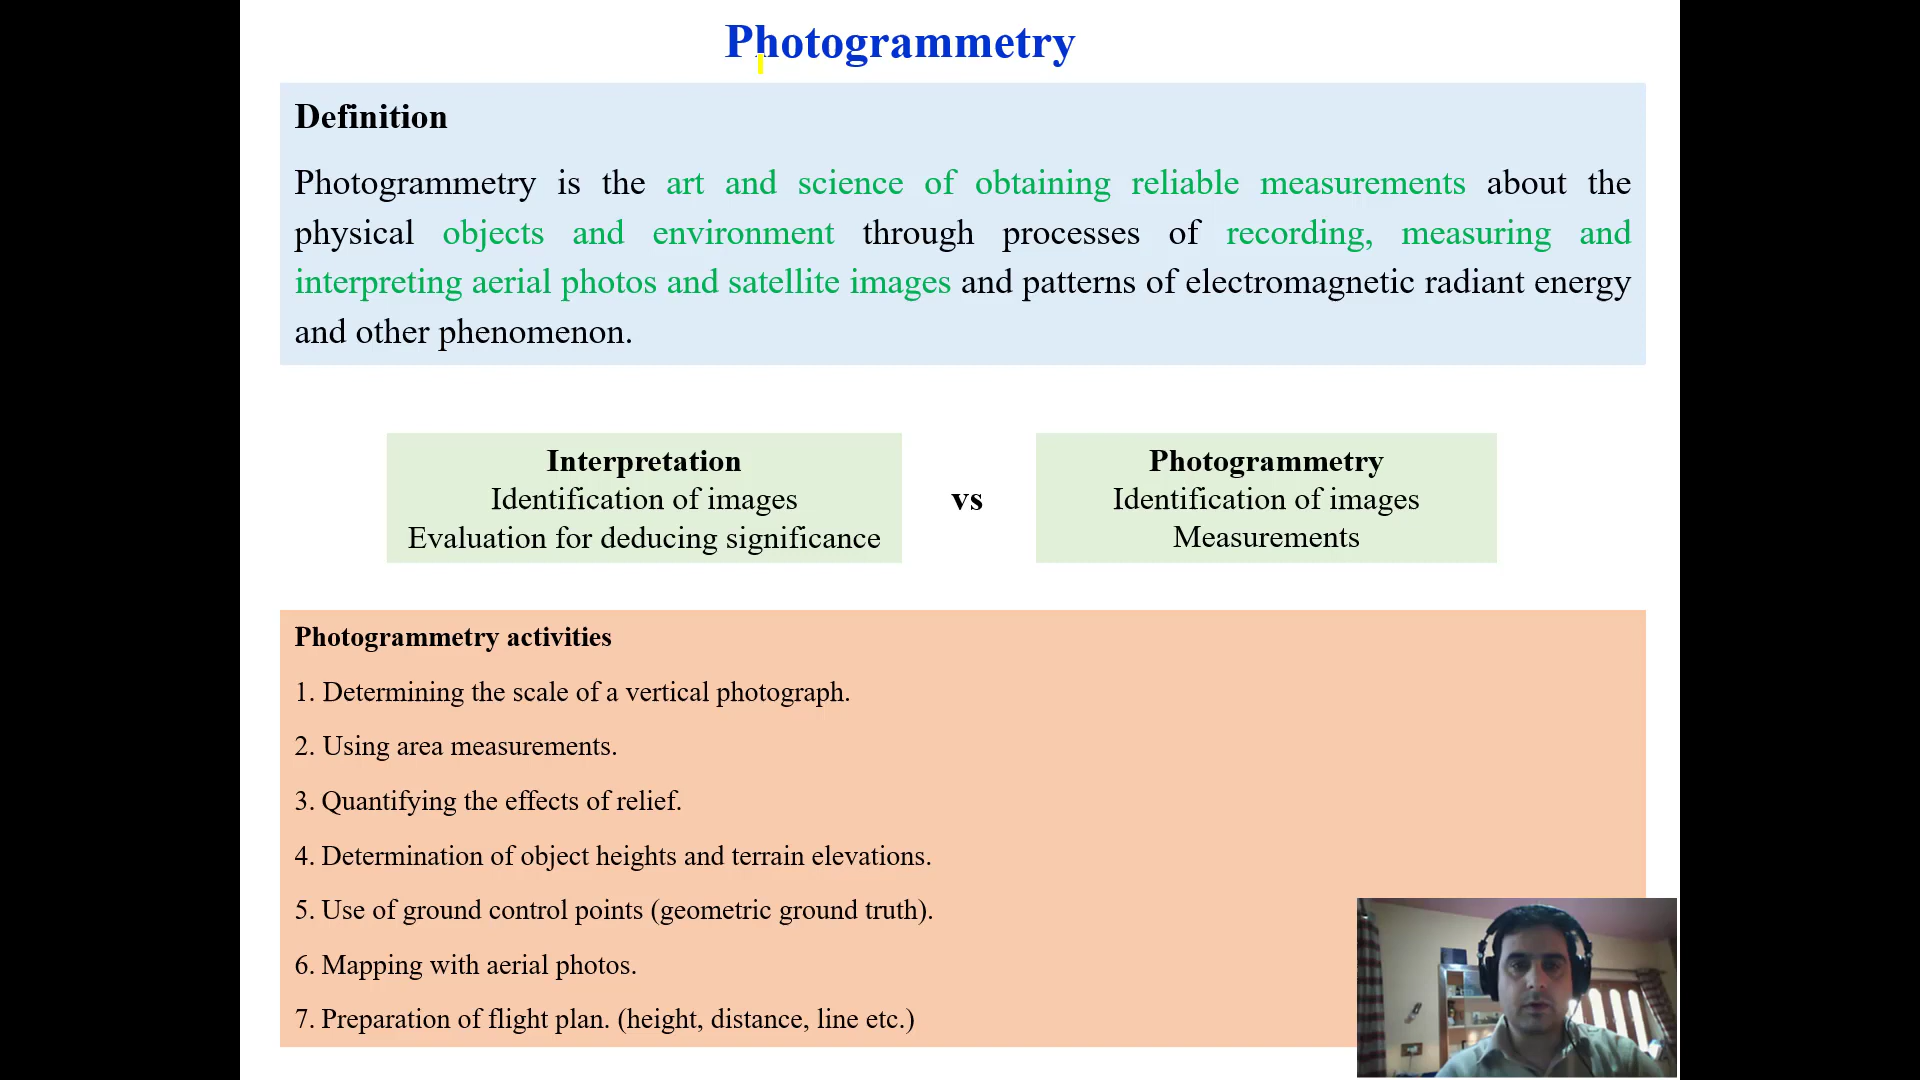 Photogrammetry
Definition
Photogrammetry is the art and science of obtaining reliable measurements about the
physical objects and environment through processes of recording, measuring and
interpreting aerial photos and satellite images and patterns of electromagnetic radiant energy
and other phenomenon.
Interpretation
Identification of images
Evaluation for deducing significance
vs
Photogrammetry
Identification of images
Measurements
Photogrammetry activities
1. Determining the scale of a vertical photograph.
2. Using area measurements.
3. Quantifying the effects of relief.
4. Determination of object heights and terrain elevations.
5. Use of ground control points (geometric ground truth).
6. Mapping with aerial photos.
7. Preparation of flight plan. (height, distance, line etc.)